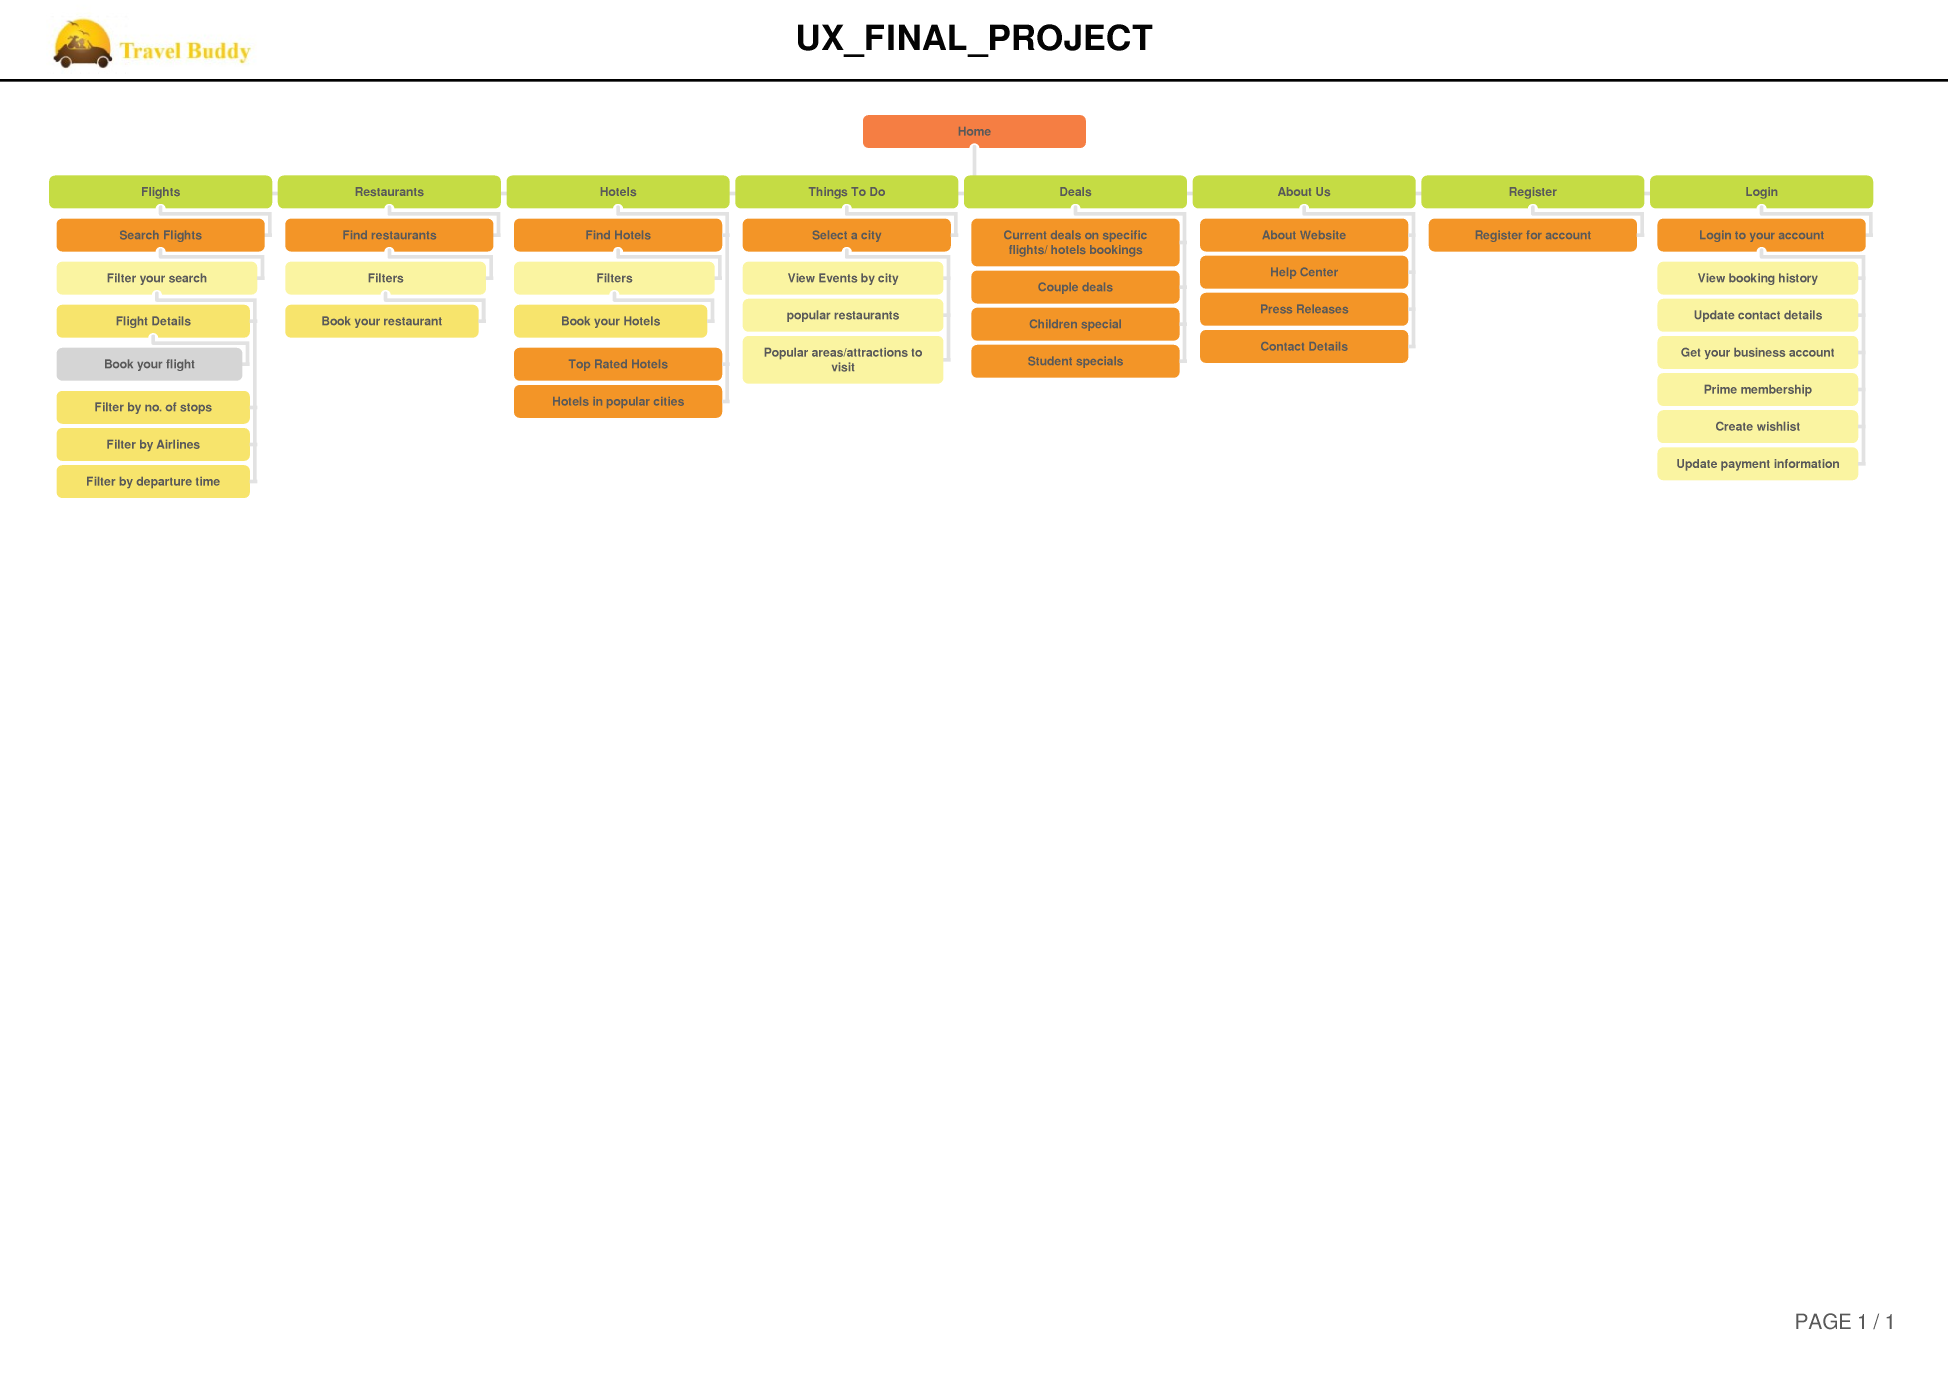 Travel Buddy
UX_FINAL_PROJECT
Home
Flights
Search Flights
Filter your search
Flight Details
Book your flight
Filter by no. of stops
Filter by Airlines
Filter by departure time
Restaurants
Find restaurants
Filters
Book your restaurant
Hotels
Find Hotels
Filters
Book your Hotels
Top Rated Hotels
Hotels in popular cities
Things To Do
Select a city
View Events by city
popular restaurants
Popular areas/attractions to
visit
Deals
Current deals on specific
flights/ hotels bookings
Couple deals
Children special
Student specials
About Us
About Website
Help Center
Press Releases
Contact Details
Register
Register for account
Login
Login to your account
View booking history
Update contact details
Get your business account
Prime membership
Create wishlist
Update payment information
PAGE 1 / 1